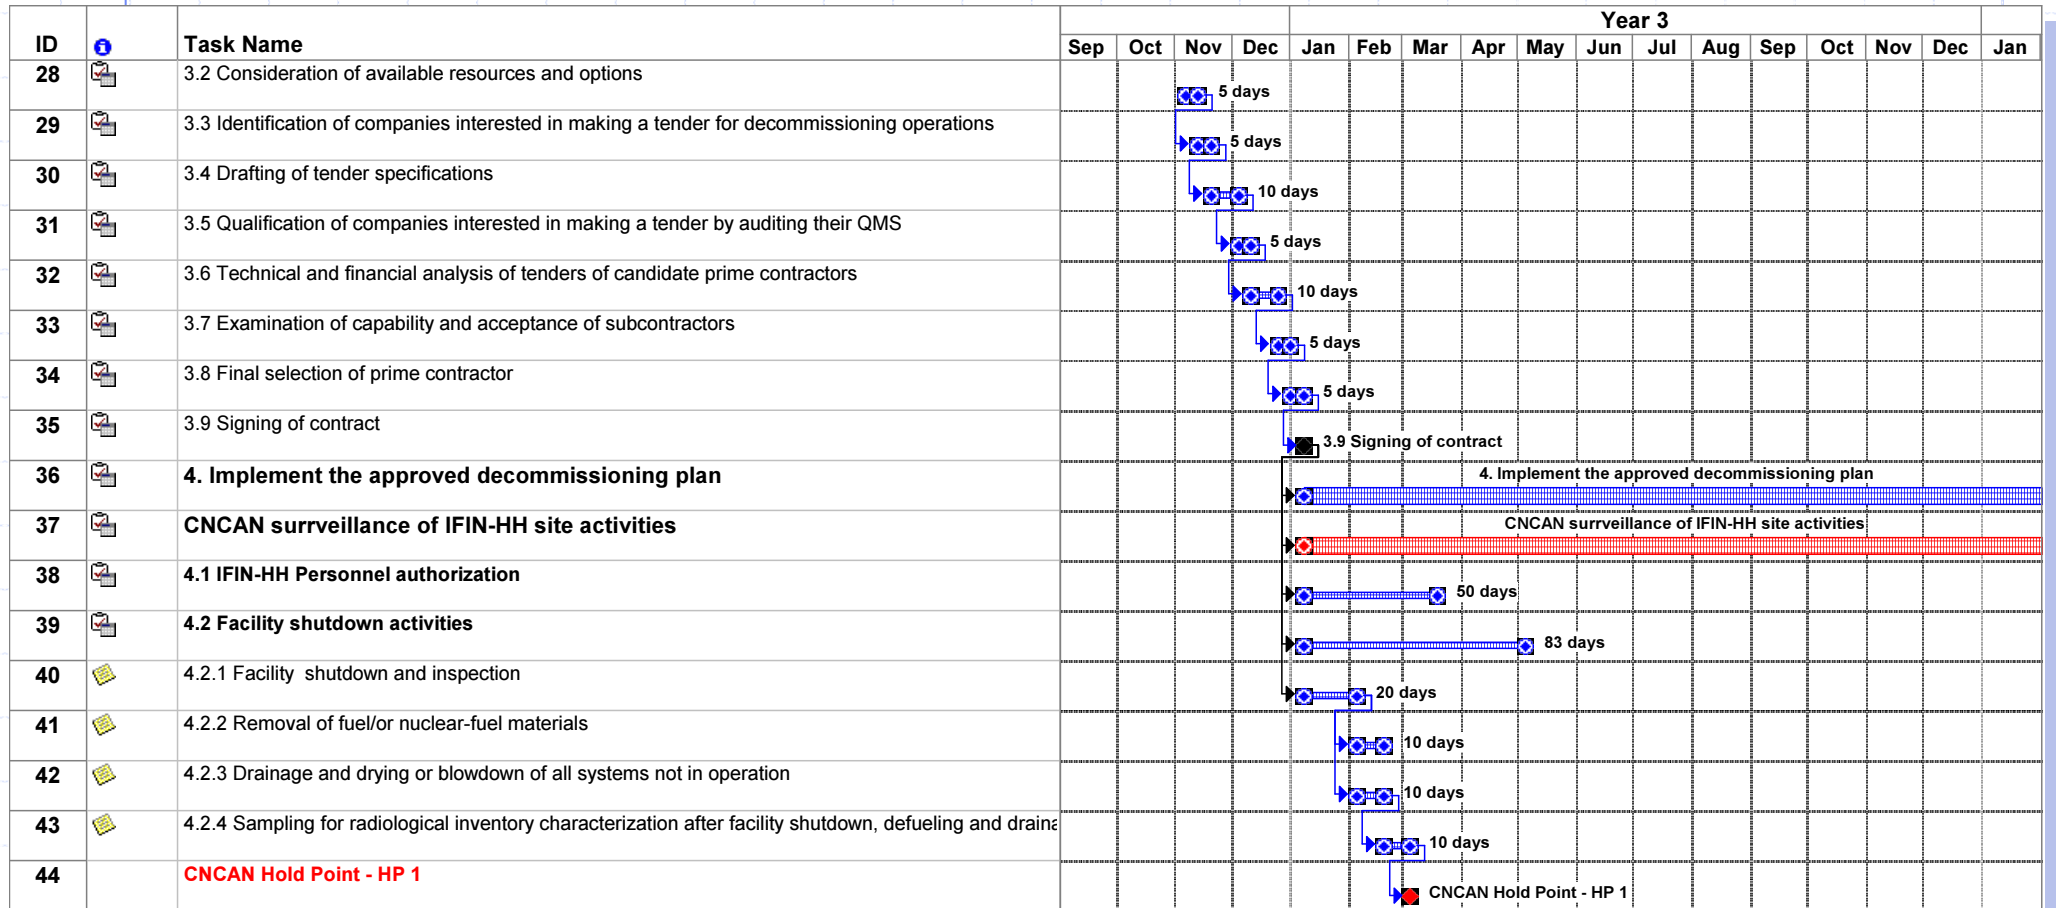 Year 3
ID Task Name Sep Oct Nov Dec Jan Feb Mar Apr May Jun Jul Aug Sep Oct Nov Dec Jan
28 3.2 Consideration of available resources and options
5 days
29 3.3 Identification of companies interested in making a tender for decommissioning operations
5 days
30 3.4 Drafting of tender specifications
10 days
31 3.5 Qualification of companies interested in making a tender by auditing their QMS
5 days
32 3.6 Technical and financial analysis of tenders of candidate prime contractors
10 days
33 3.7 Examination of capability and acceptance of subcontractors
5 days
34 3.8 Final selection of prime contractor
5 days
35 3.9 Signing of contract
3.9 Signing of contract
36 4. Implement the approved decommissioning plan
4. Implement the approved decommissioning plan
37 CNCAN surrveillance of IFIN-HH site activities
CNCAN surrveillance of IFIN-HH site activities
38 4.1 IFIN-HH Personnel authorization
50 days
39 4.2 Facility shutdown activities
83 days
40 4.2.1 Facility shutdown and inspection
20 days
41 4.2.2 Removal of fuel/or nuclear-fuel materials
10 days
42 4.2.3 Drainage and drying or blowdown of all systems not in operation
10 days
43 4.2.4 Sampling for radiological inventory characterization after facility shutdown, defueling and draina
10 days
44 CNCAN Hold Point - HP 1
CNCAN Hold Point - HP 1